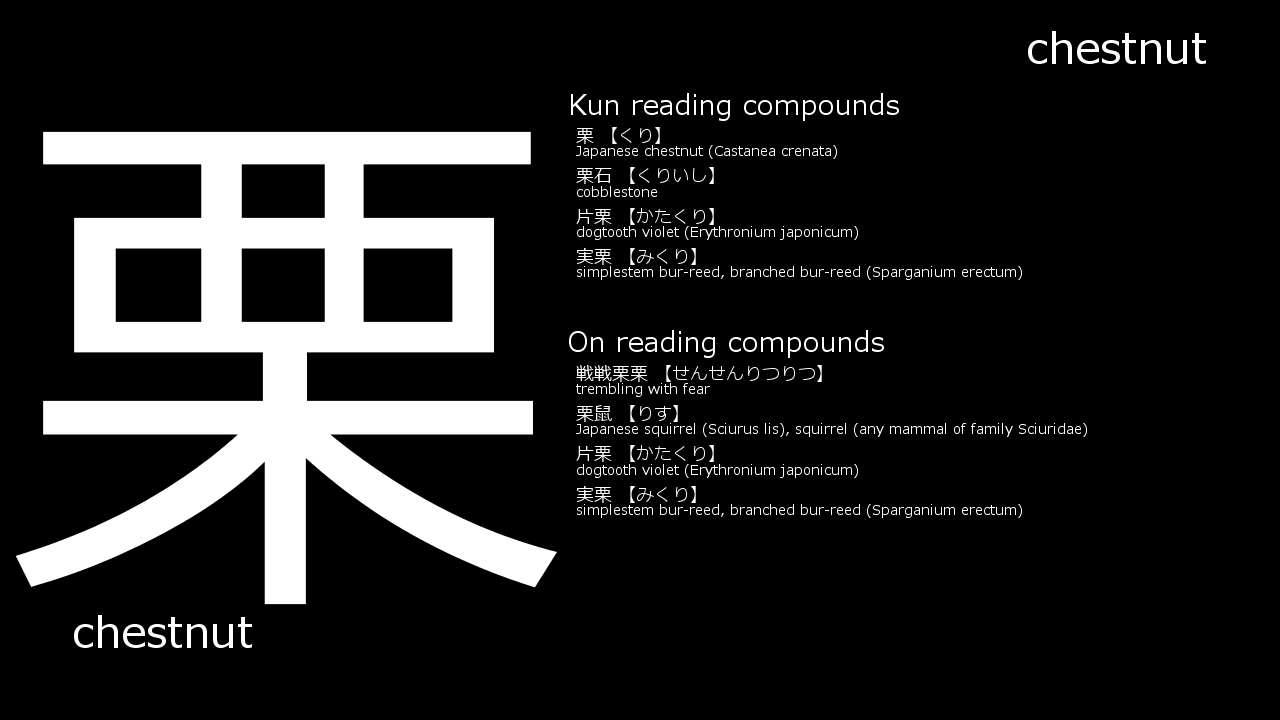 chestnut
栗
chestnut
Kun reading compounds
栗 【くり】
Japanese chestnut (Castanea crenata)
栗石 【くりいし】
cobblestone
片栗 【かたくり】
dogtooth violet (Erythronium japonicum)
実栗 【みくり】
simplestem bur-reed, branched bur-reed (Sparganium erectum)
On reading compounds
戦戦栗栗 【せんせんりつりつ】
trembling with fear
栗鼠 【りす】
Japanese squirrel (Sciurus lis), squirrel (any mammal of family Sciuridae)
片栗 【かたくり】
dogtooth violet (Erythronium japonicum)
実栗 【みくり】
simplestem bur-reed, branched bur-reed (Sparganium erectum)